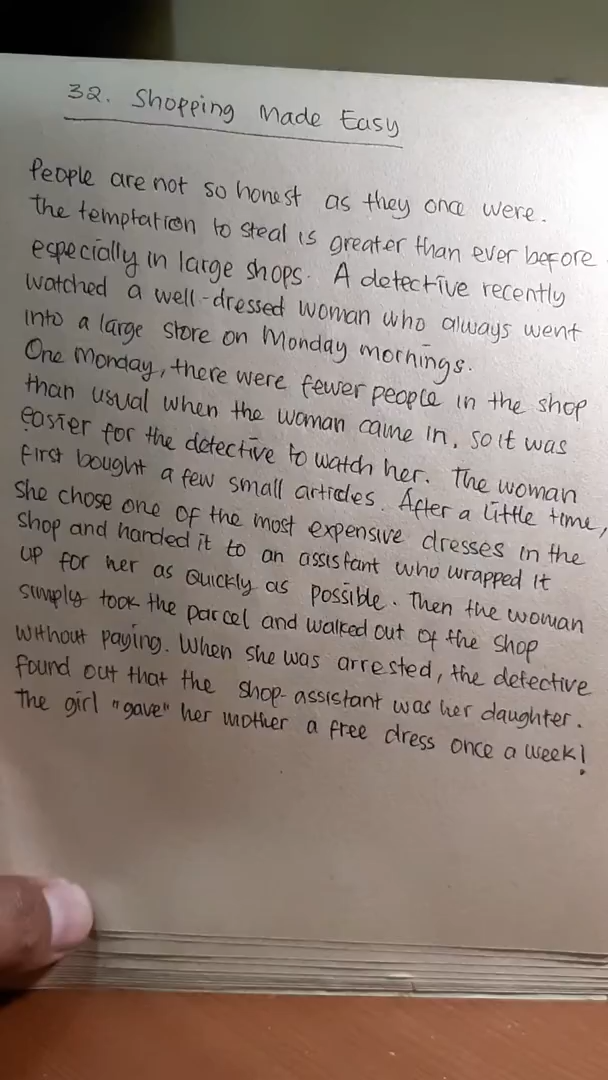 32. Shopping Made Easy
People are not so honest as they once were.
The temptation to steal is greater than ever before
especially in large shops. A detective recently
watched a well-dressed woman who always went
into a large store on Monday mornings.
One Monday, there were fewer people in the shop
than usual when the woman came in, so it was
easier for the detective to watch her. The woman
first bought a few small articles. After a little time,
she chose one of the most expensive dresses in the
shop and handed it to an assistant who wrapped it
up for her as quickly as possible. Then the woman
simply took the parcel and walked out of the shop
without paying. When she was arrested, the detective
found out that the shop-assistant was her daughter.
The girl "gave" her mother a free dress once a week!